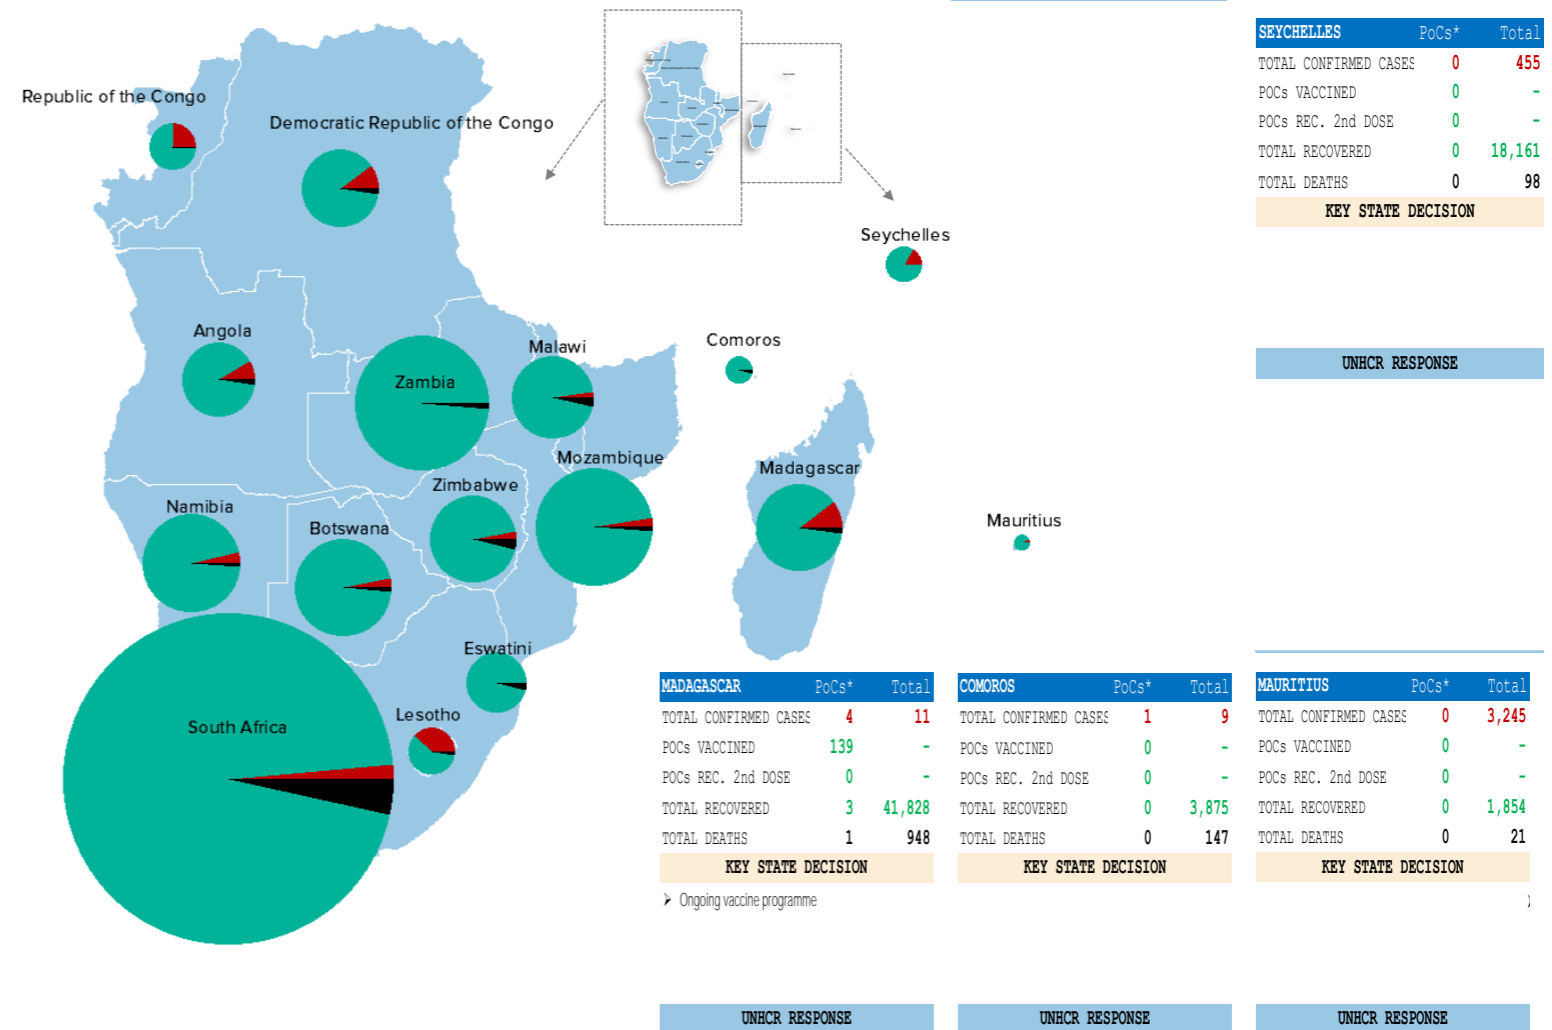 Republic of the Congo
Democratic Republic of the Congo
Seychelles
Angola
Malawi
Comoros
Zambia
Mozambique
Madagascar
Zimbabwe
Namibia
Botswana
Mauritius
Eswatini
Lesotho
South Africa
SEYCHELLES PoCs* Total
TOTAL CONFIRMED CASES 0 455
POCs VACCINED 0 -
POCs REC. 2nd DOSE 0 -
TOTAL RECOVERED 0 18,161
TOTAL DEATHS 0 98
KEY STATE DECISION
UNHCR RESPONSE
MADAGASCAR PoCs* Total
TOTAL CONFIRMED CASES 4 11
POCs VACCINED 139 -
POCs REC. 2nd DOSE 0 -
TOTAL RECOVERED 3 41,828
TOTAL DEATHS 1 948
KEY STATE DECISION
➢ Ongoing vaccine programme
UNHCR RESPONSE
COMOROS PoCs* Total
TOTAL CONFIRMED CASES 1 9
POCs VACCINED 0 -
POCs REC. 2nd DOSE 0 -
TOTAL RECOVERED 0 3,875
TOTAL DEATHS 0 147
KEY STATE DECISION
UNHCR RESPONSE
MAURITIUS PoCs* Total
TOTAL CONFIRMED CASES 0 3,245
POCs VACCINED 0 -
POCs REC. 2nd DOSE 0 -
TOTAL RECOVERED 0 1,854
TOTAL DEATHS 0 21
KEY STATE DECISION
UNHCR RESPONSE